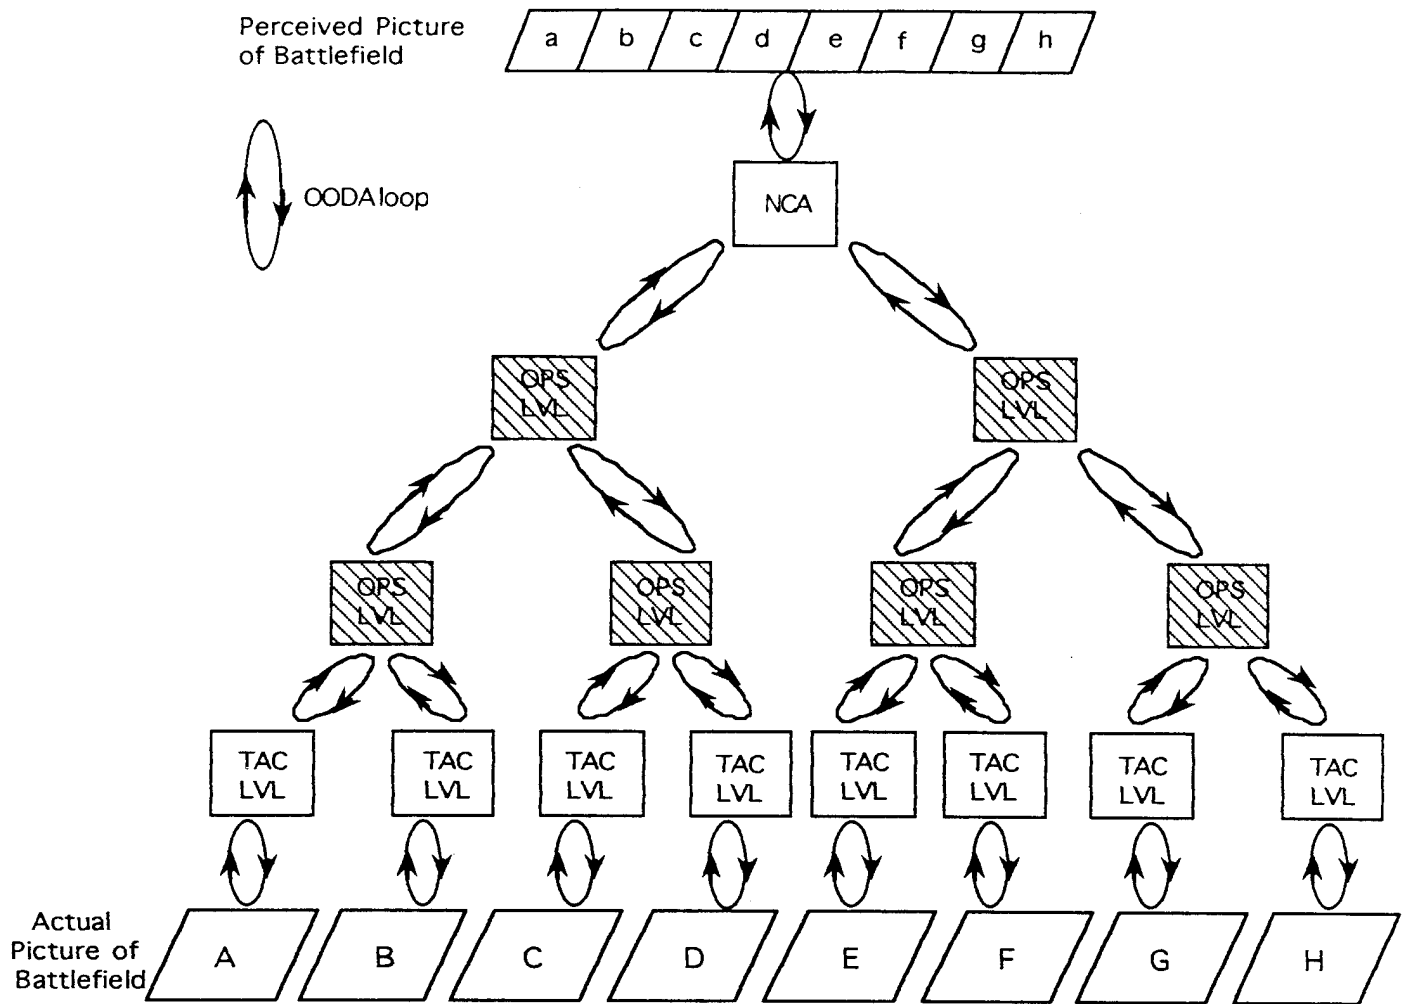 Perceived Picture
of Battlefield
a b c d e f g h
OODA loop
NCA
OPS
LVL
OPS
LVL
OPS
LVL
OPS
LVL
OPS
LVL
OPS
LVL
TAC
LVL
TAC
LVL
TAC
LVL
TAC
LVL
TAC
LVL
TAC
LVL
TAC
LVL
TAC
LVL
Actual
Picture of
Battlefield
A B C D E F G H